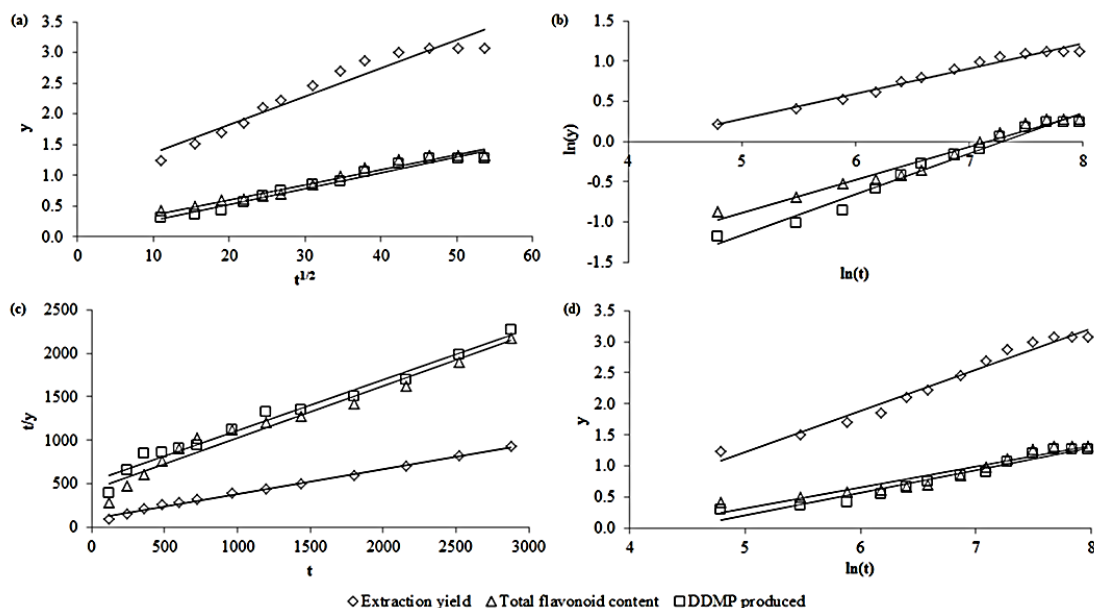 (a)
3.5
3.0
2.5
2.0
1.5
1.0
0.5
0.0
y
0 10 20 30 40 50 60
t1/2
(b)
1.5
1.0
0.5
0.0
-0.5
-1.0
-1.5
ln(y)
4 5 6 7 8
ln(t)
(c)
2500
2000
1500
1000
500
0
t/y
0 500 1000 1500 2000 2500 3000
t
(d)
3.5
3.0
2.5
2.0
1.5
1.0
0.5
0.0
y
4 5 6 7 8
ln(t)
Extraction yield Total flavonoid content DDMP produced